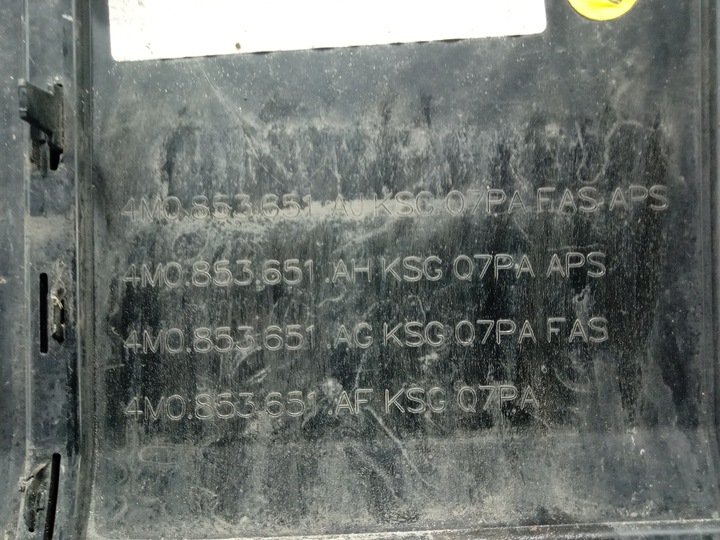 4M0.853.651.AJ KSG Q7PA FAS APS
4M0.853.651.AH KSG Q7PA APS
4M0.853.651.AG KSG Q7PA FAS
4M0.853.651.AF KSG Q7PA